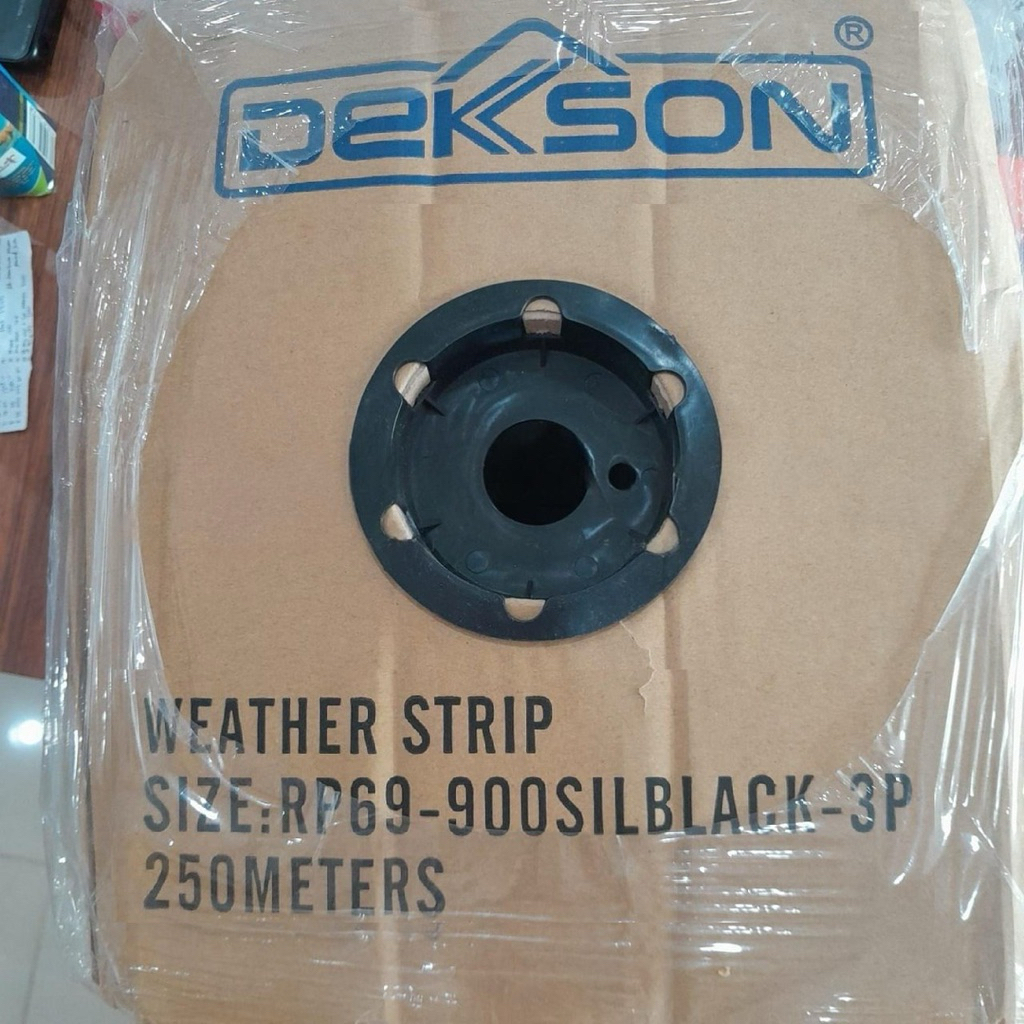 DEKSON®
WEATHER STRIP
SIZE:RP69-900SILBLACK-3P
250METERS